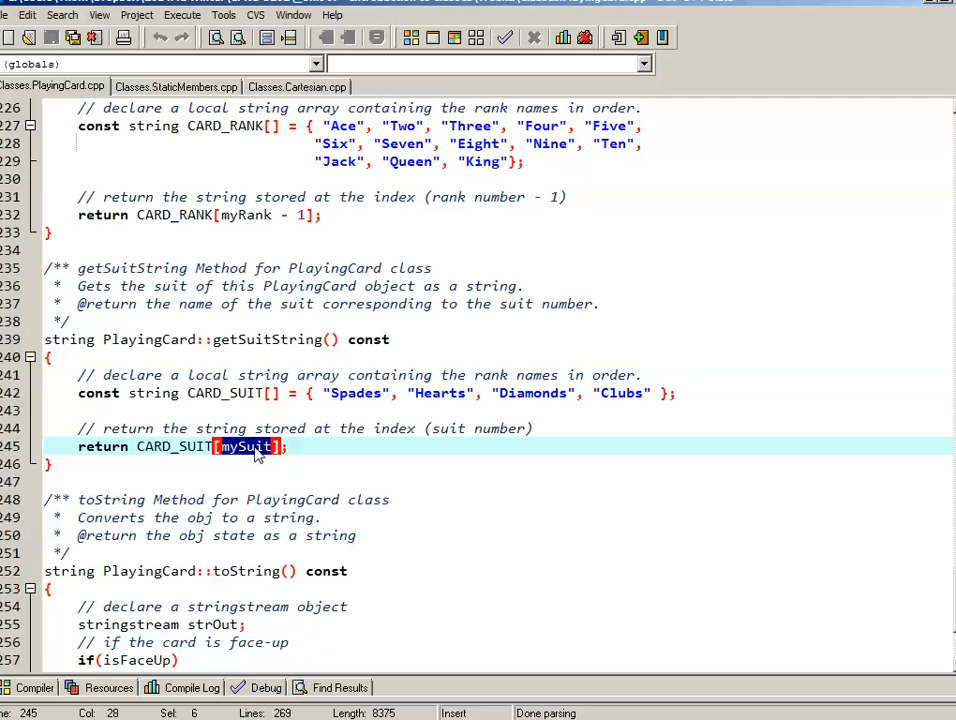 Edit Search View Project Execute Tools CVS Window Help
(globals)
Classes.PlayingCard.cpp Classes.StaticMembers.cpp Classes.Cartesian.cpp
226 // declare a local string array containing the rank names in order.
227 const string CARD_RANK[] = { "Ace", "Two", "Three", "Four", "Five",
228 "Six", "Seven", "Eight", "Nine", "Ten",
229 "Jack", "Queen", "King"};
230
231 // return the string stored at the index (rank number - 1)
232 return CARD_RANK[myRank - 1];
233 }
234
235 /** getSuitString Method for PlayingCard class
236 * Gets the suit of this PlayingCard object as a string.
237 * @return the name of the suit corresponding to the suit number.
238 */
239 string PlayingCard::getSuitString() const
240 {
241 // declare a local string array containing the rank names in order.
242 const string CARD_SUIT[] = { "Spades", "Hearts", "Diamonds", "Clubs" };
243
244 // return the string stored at the index (suit number)
245 return CARD_SUIT[mySuit];
246 }
247
248 /** toString Method for PlayingCard class
249 * Converts the obj to a string.
250 * @return the obj state as a string
251 */
252 string PlayingCard::toString() const
253 {
254 // declare a stringstream object
255 stringstream strOut;
256 // if the card is face-up
257 if(isFaceUp)
Compiler Resources Compile Log Debug Find Results
ne: 245 Col: 28 Sel: 6 Lines: 269 Length: 8375 Insert Done parsing